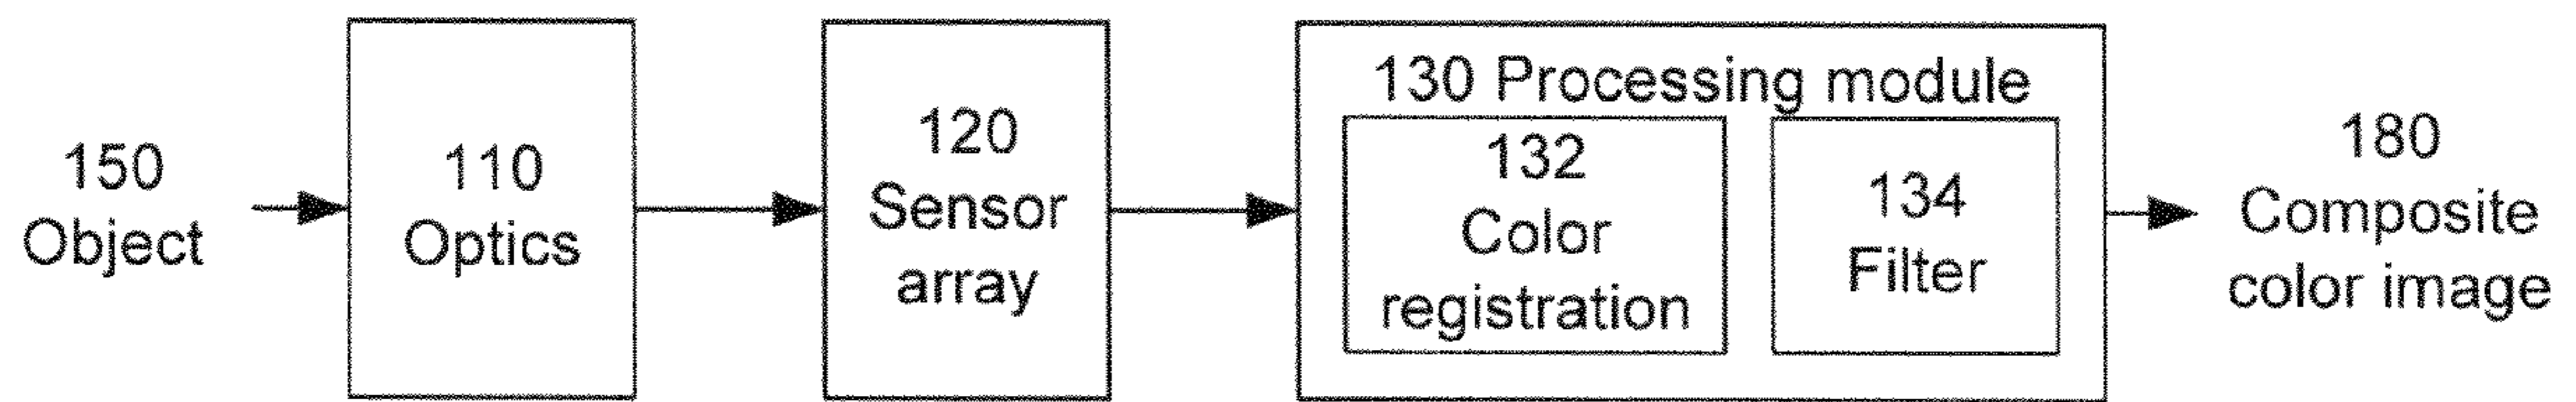 150
Object
110
Optics
120
Sensor
array
130 Processing module
132
Color
registration
134
Filter
180
Composite
color image